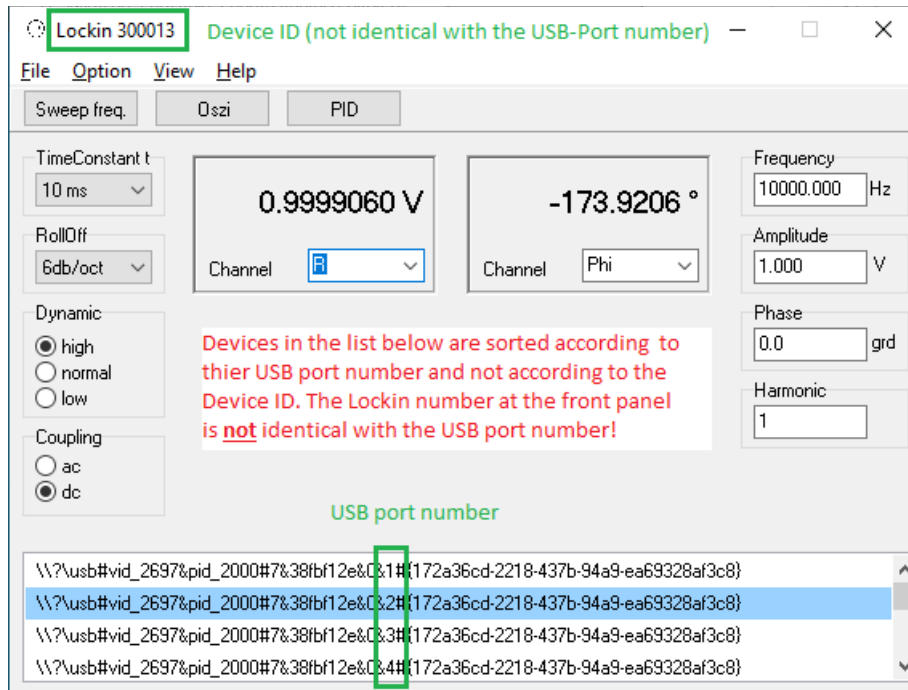 Lockin 300013 Device ID (not identical with the USB-Port number)
File Option View Help
Sweep freq. Oszi PID
TimeConstant t
10 ms
RollOff
6db/oct
Dynamic
high
normal
low
Coupling
ac
dc
0.9999060 V
Channel R
-173.9206 °
Channel Phi
Frequency
10000.000 Hz
Amplitude
1.000 V
Phase
0.0 grd
Harmonic
1
Devices in the list below are sorted according to
thier USB port number and not according to the
Device ID. The Lockin number at the front panel
is not identical with the USB port number!
USB port number
\\?\usb#vid_2697&pid_2000#7&38fbf12e&0&1#{172a36cd-2218-437b-94a9-ea69328af3c8}
\\?\usb#vid_2697&pid_2000#7&38fbf12e&0&2#{172a36cd-2218-437b-94a9-ea69328af3c8}
\\?\usb#vid_2697&pid_2000#7&38fbf12e&0&3#{172a36cd-2218-437b-94a9-ea69328af3c8}
\\?\usb#vid_2697&pid_2000#7&38fbf12e&0&4#{172a36cd-2218-437b-94a9-ea69328af3c8}